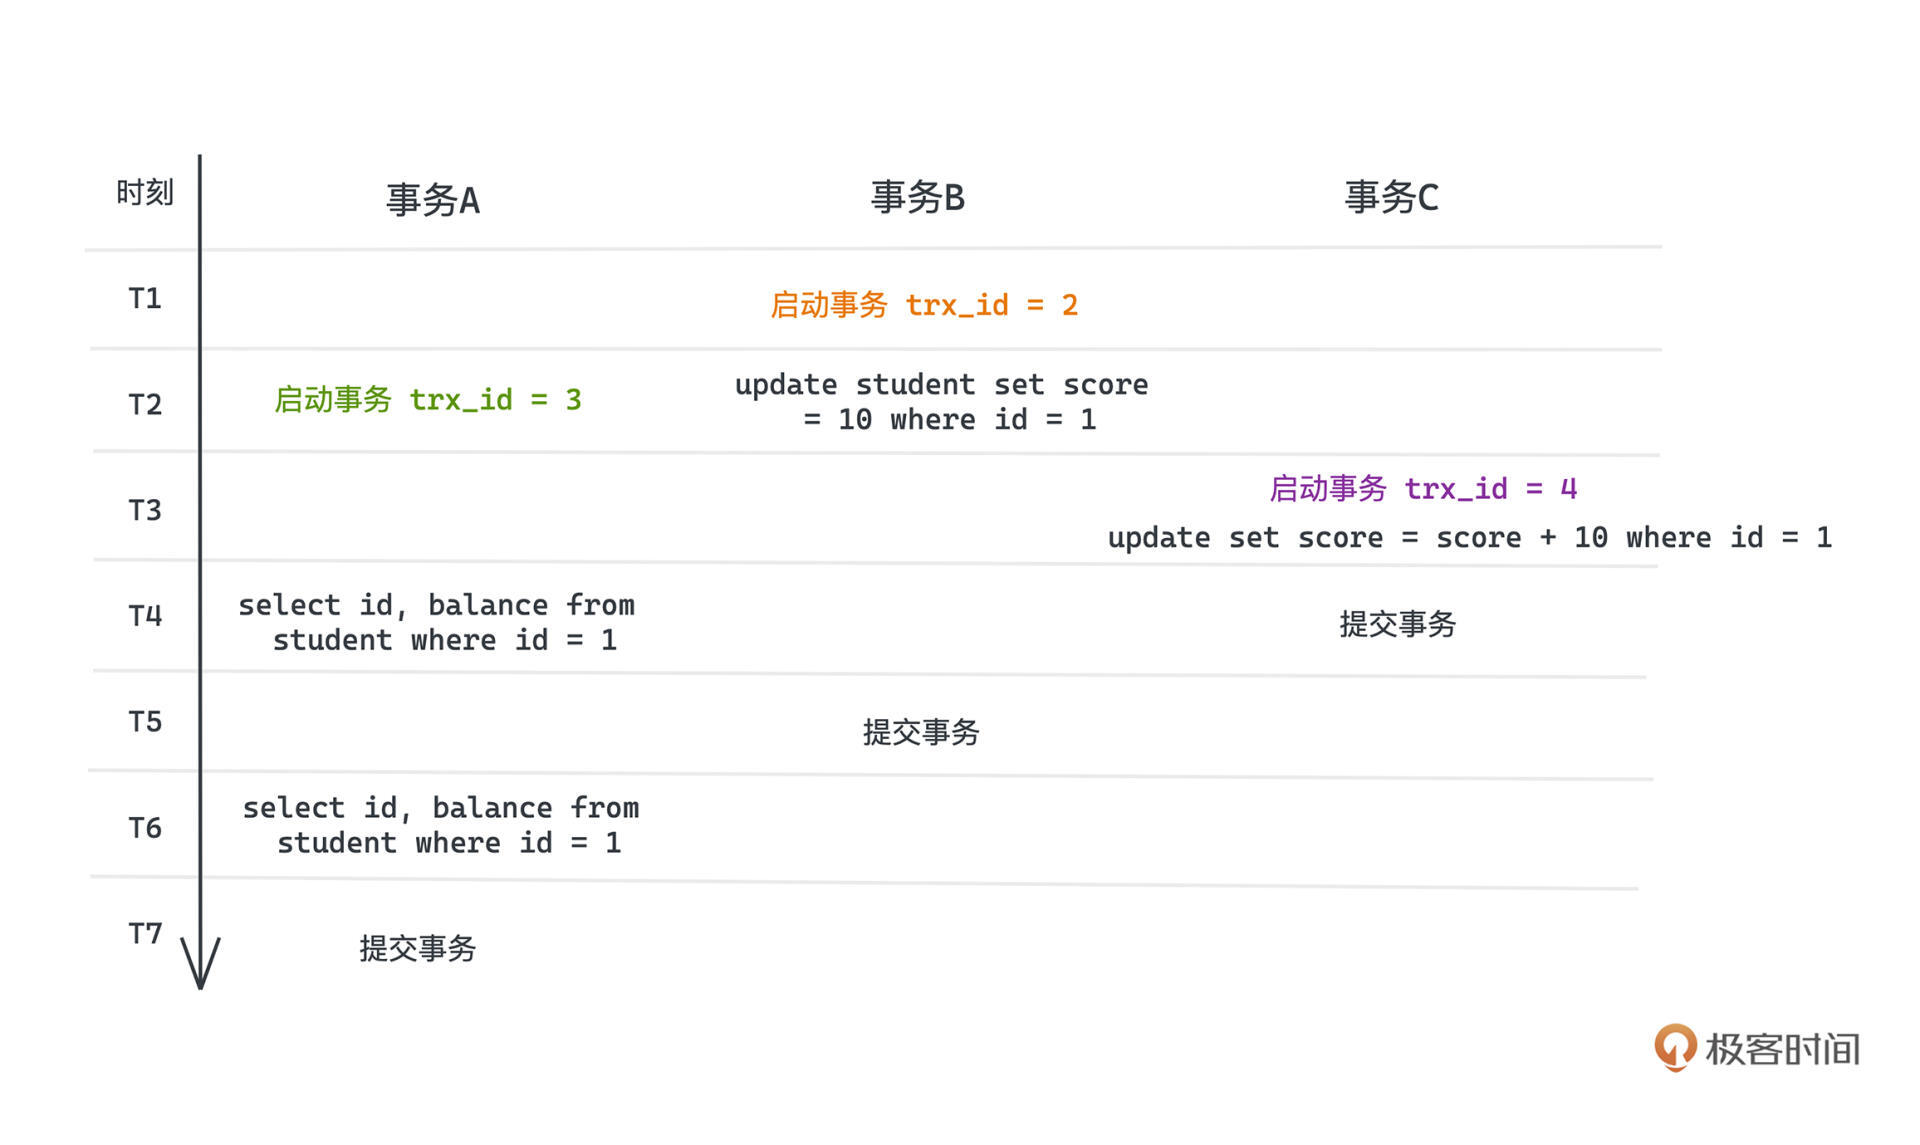 时刻 事务A 事务B 事务C
T1 启动事务 trx_id = 2
T2 启动事务 trx_id = 3
update student set score
= 10 where id = 1
T3 启动事务 trx_id = 4
update set score = score + 10 where id = 1
T4 select id, balance from
student where id = 1
提交事务
T5 提交事务
T6 select id, balance from
student where id = 1
T7 提交事务
极客时间